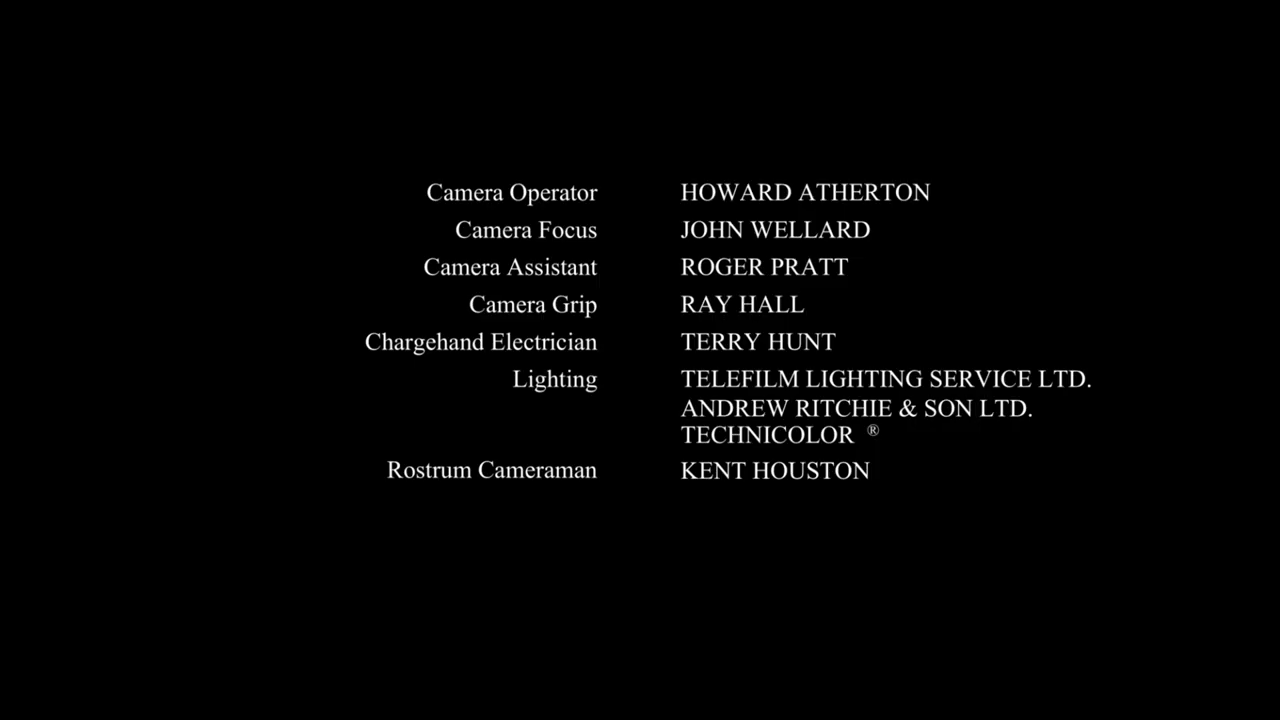 Camera Operator HOWARD ATHERTON
Camera Focus JOHN WELLARD
Camera Assistant ROGER PRATT
Camera Grip RAY HALL
Chargehand Electrician TERRY HUNT
Lighting TELEFILM LIGHTING SERVICE LTD.
ANDREW RITCHIE & SON LTD.
TECHNICOLOR ®
Rostrum Cameraman KENT HOUSTON